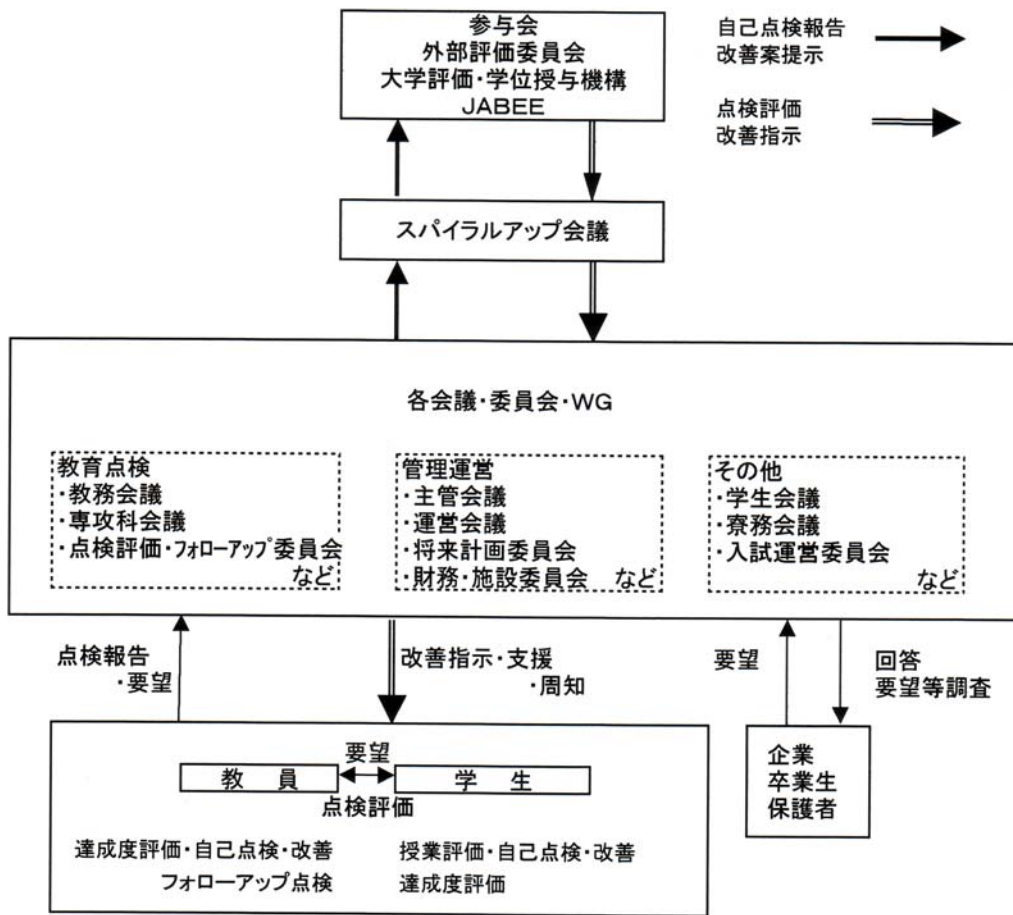 参与会
外部評価委員会
大学評価・学位授与機構
JABEE
自己点検報告
改善案提示
点検評価
改善指示
スパイラルアップ会議
各会議・委員会・WG
教育点検
・教務会議
・専攻科会議
・点検評価・フォローアップ委員会
など
管理運営
・主管会議
・運営会議
・将来計画委員会
・財務・施設委員会 など
その他
・学生会議
・寮務会議
・入試運営委員会
など
点検報告
・要望
改善指示・支援
・周知
要望
回答
要望等調査
要望
教 員
学 生
点検評価
達成度評価・自己点検・改善
フォローアップ点検
授業評価・自己点検・改善
達成度評価
企業
卒業生
保護者